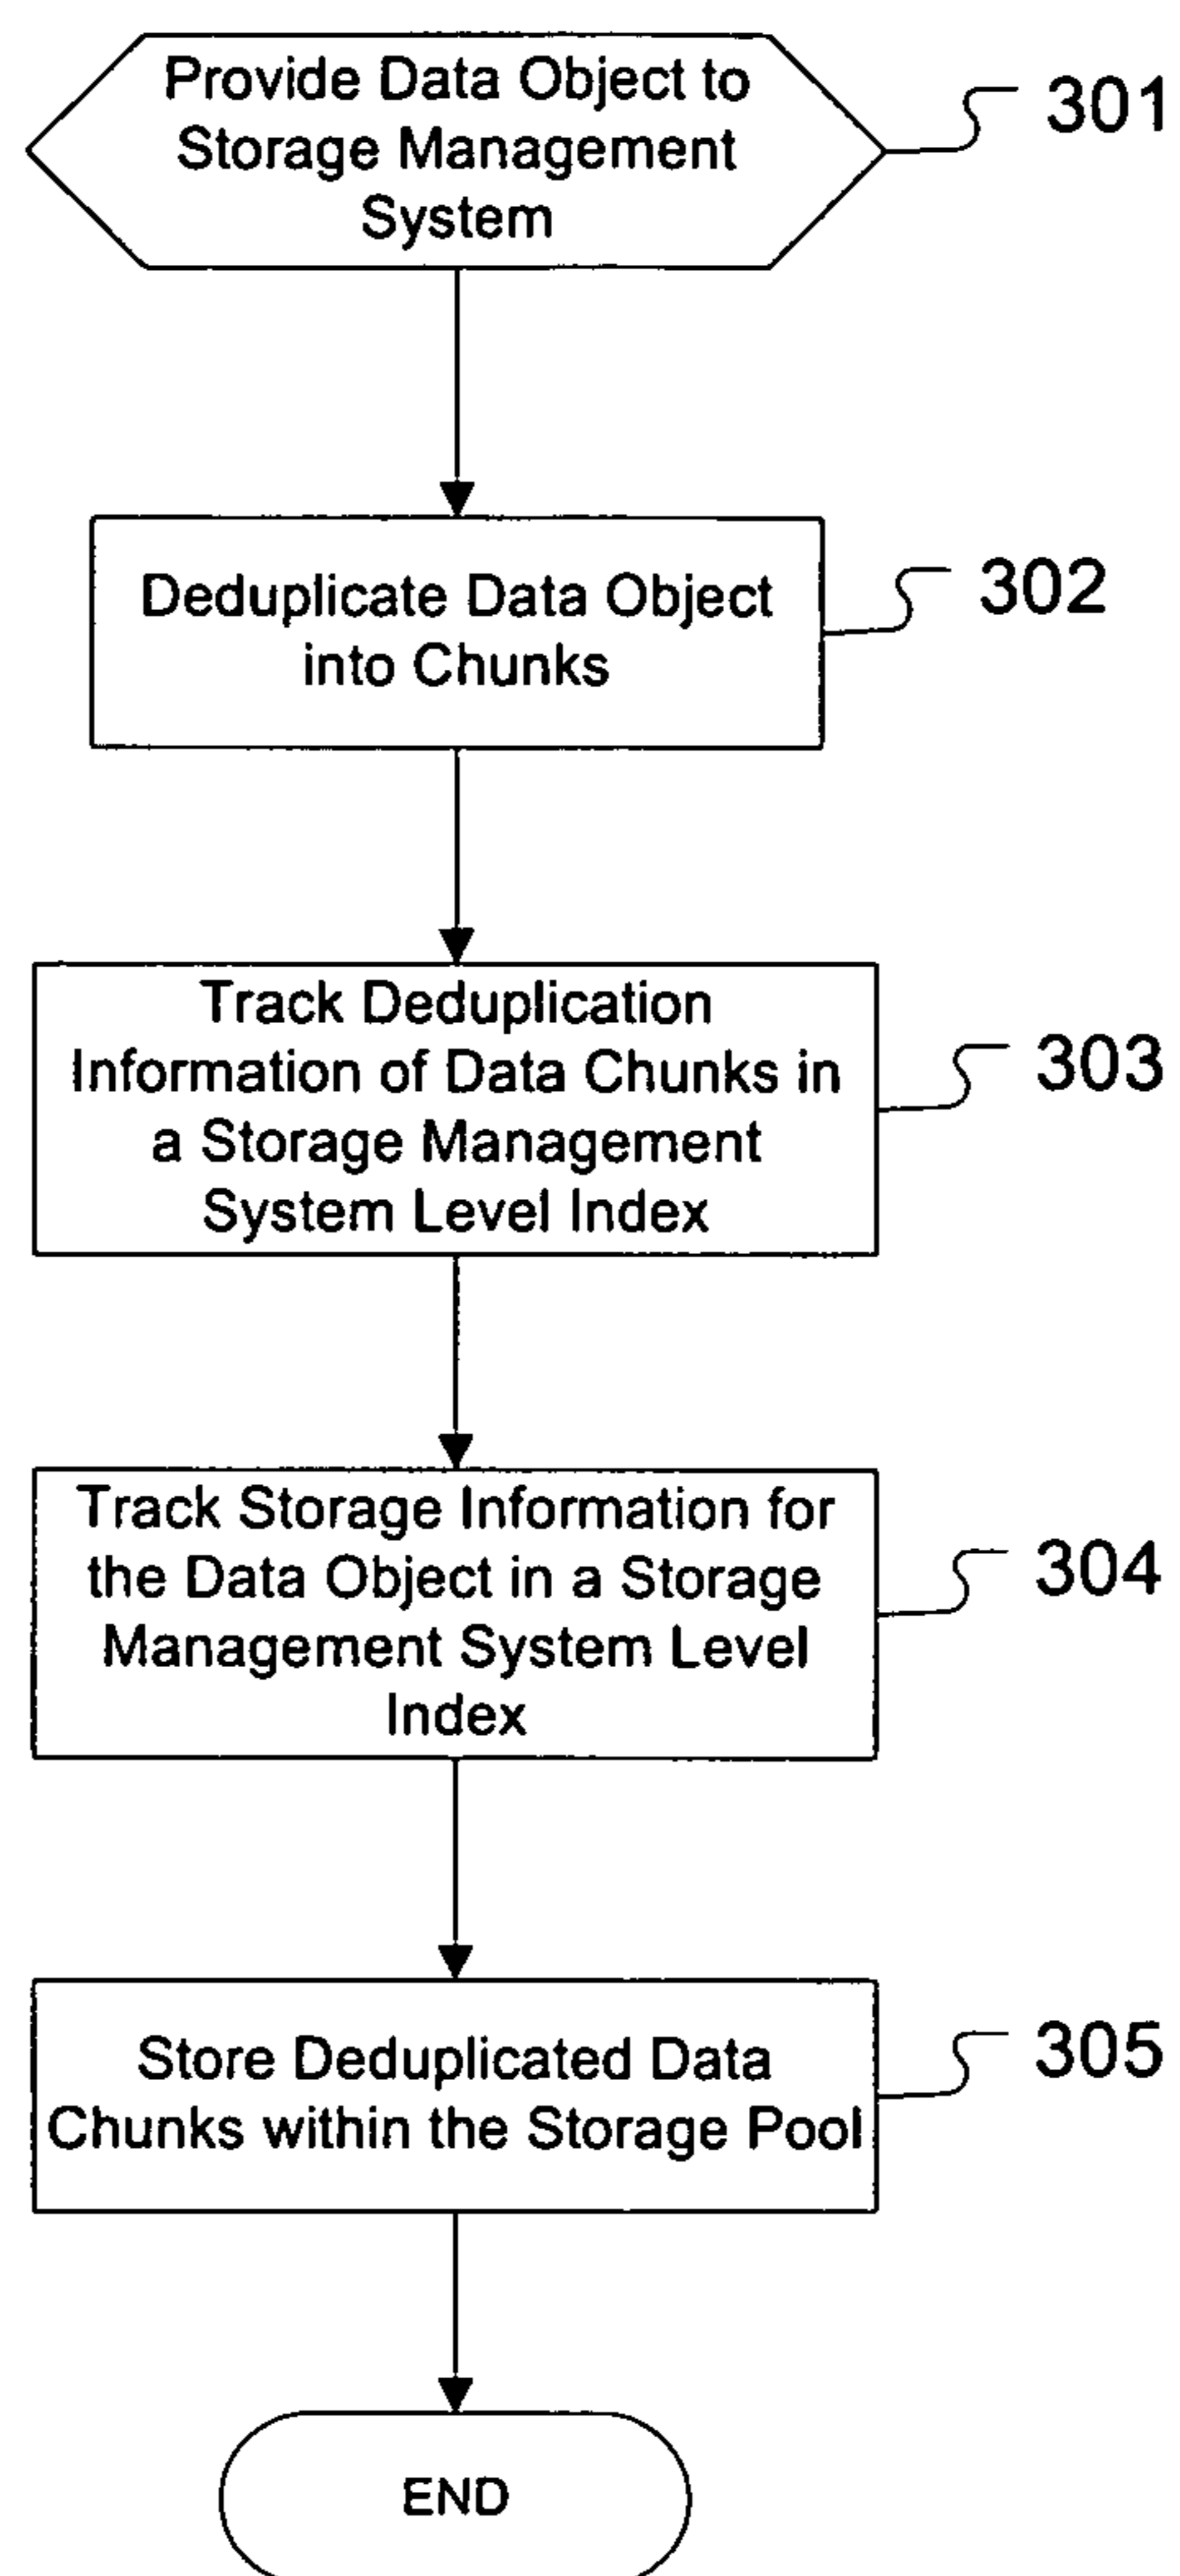 Provide Data Object to
Storage Management
System
301
Deduplicate Data Object
into Chunks
302
Track Deduplication
Information of Data Chunks in
a Storage Management
System Level Index
303
Track Storage Information for
the Data Object in a Storage
Management System Level
Index
304
Store Deduplicated Data
Chunks within the Storage Pool
305
END